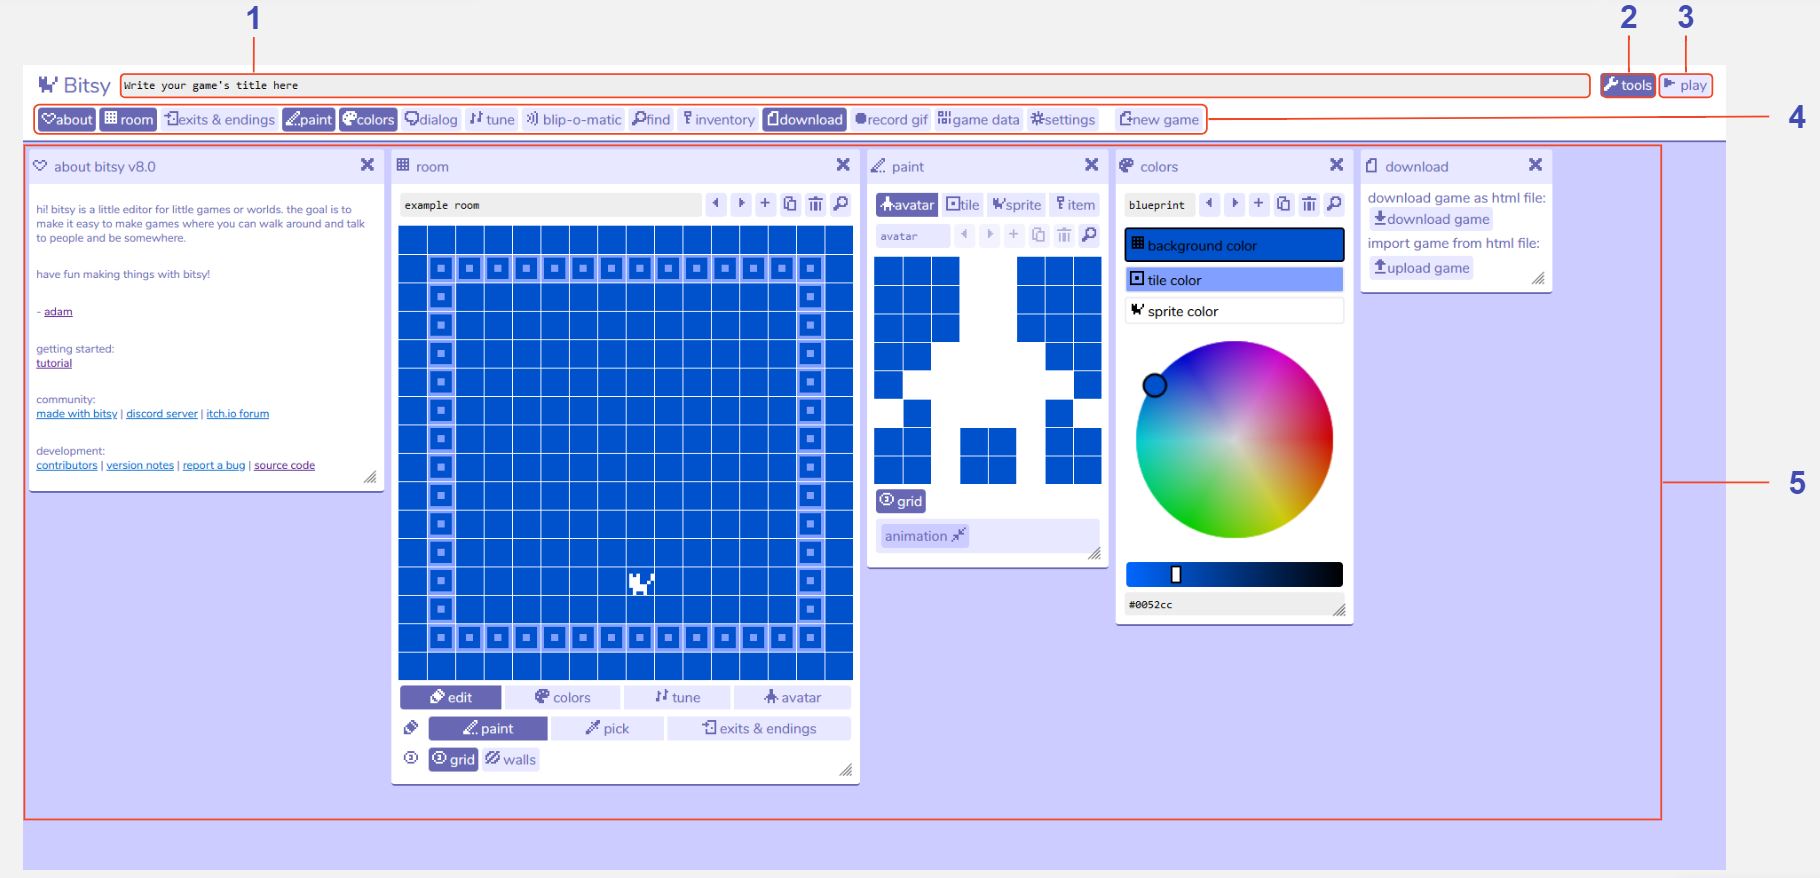 1
2
3
Bitsy
Write your game's title here
tools
play
about
room
exits & endings
paint
colors
dialog
tune
blip-o-matic
find
inventory
download
record gif
game data
settings
new game
4
about bitsy v8.0
hi! bitsy is a little editor for little games or worlds. the goal is to
make it easy to make games where you can walk around and talk
to people and be somewhere.
have fun making things with bitsy!
- adam
getting started:
tutorial
community:
made with bitsy | discord server | itch.io forum
development:
contributors | version notes | report a bug | source code
room
example room
edit
colors
tune
avatar
paint
pick
exits & endings
grid
walls
paint
avatar
tile
sprite
item
avatar
grid
animation
colors
blueprint
background color
tile color
sprite color
#0052cc
download
download game as html file:
download game
import game from html file:
upload game
5